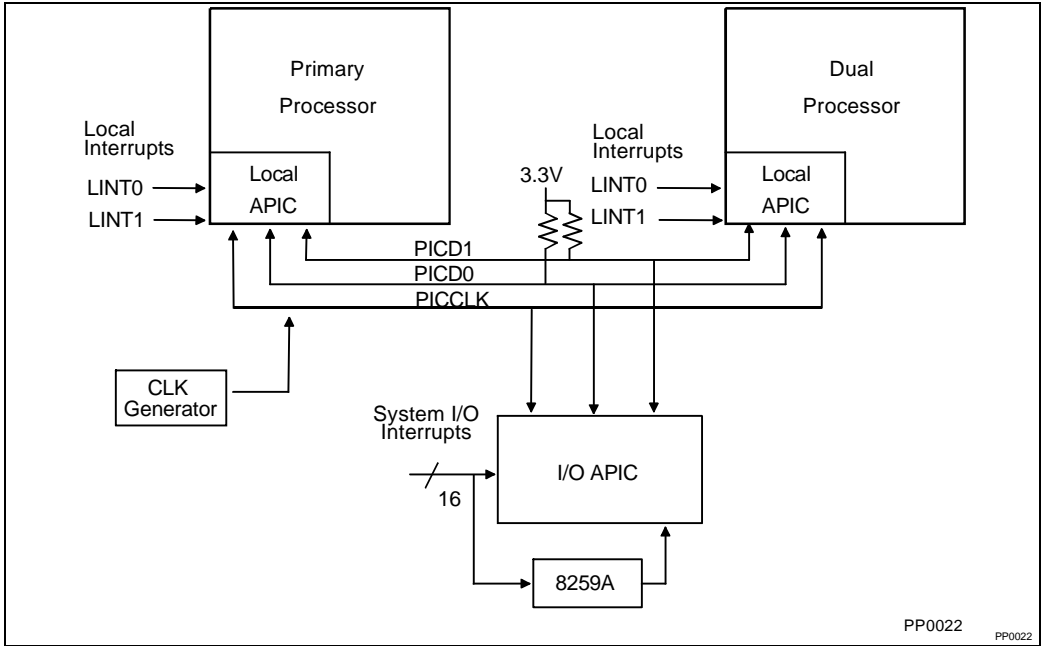 Primary
Processor
Dual
Processor
Local
Interrupts
LINT0
LINT1
Local
APIC
3.3V
Local
Interrupts
LINT0
LINT1
Local
APIC
PICD1
PICD0
PICCLK
CLK
Generator
System I/O
Interrupts
16
I/O APIC
8259A
PP0022
PP0022